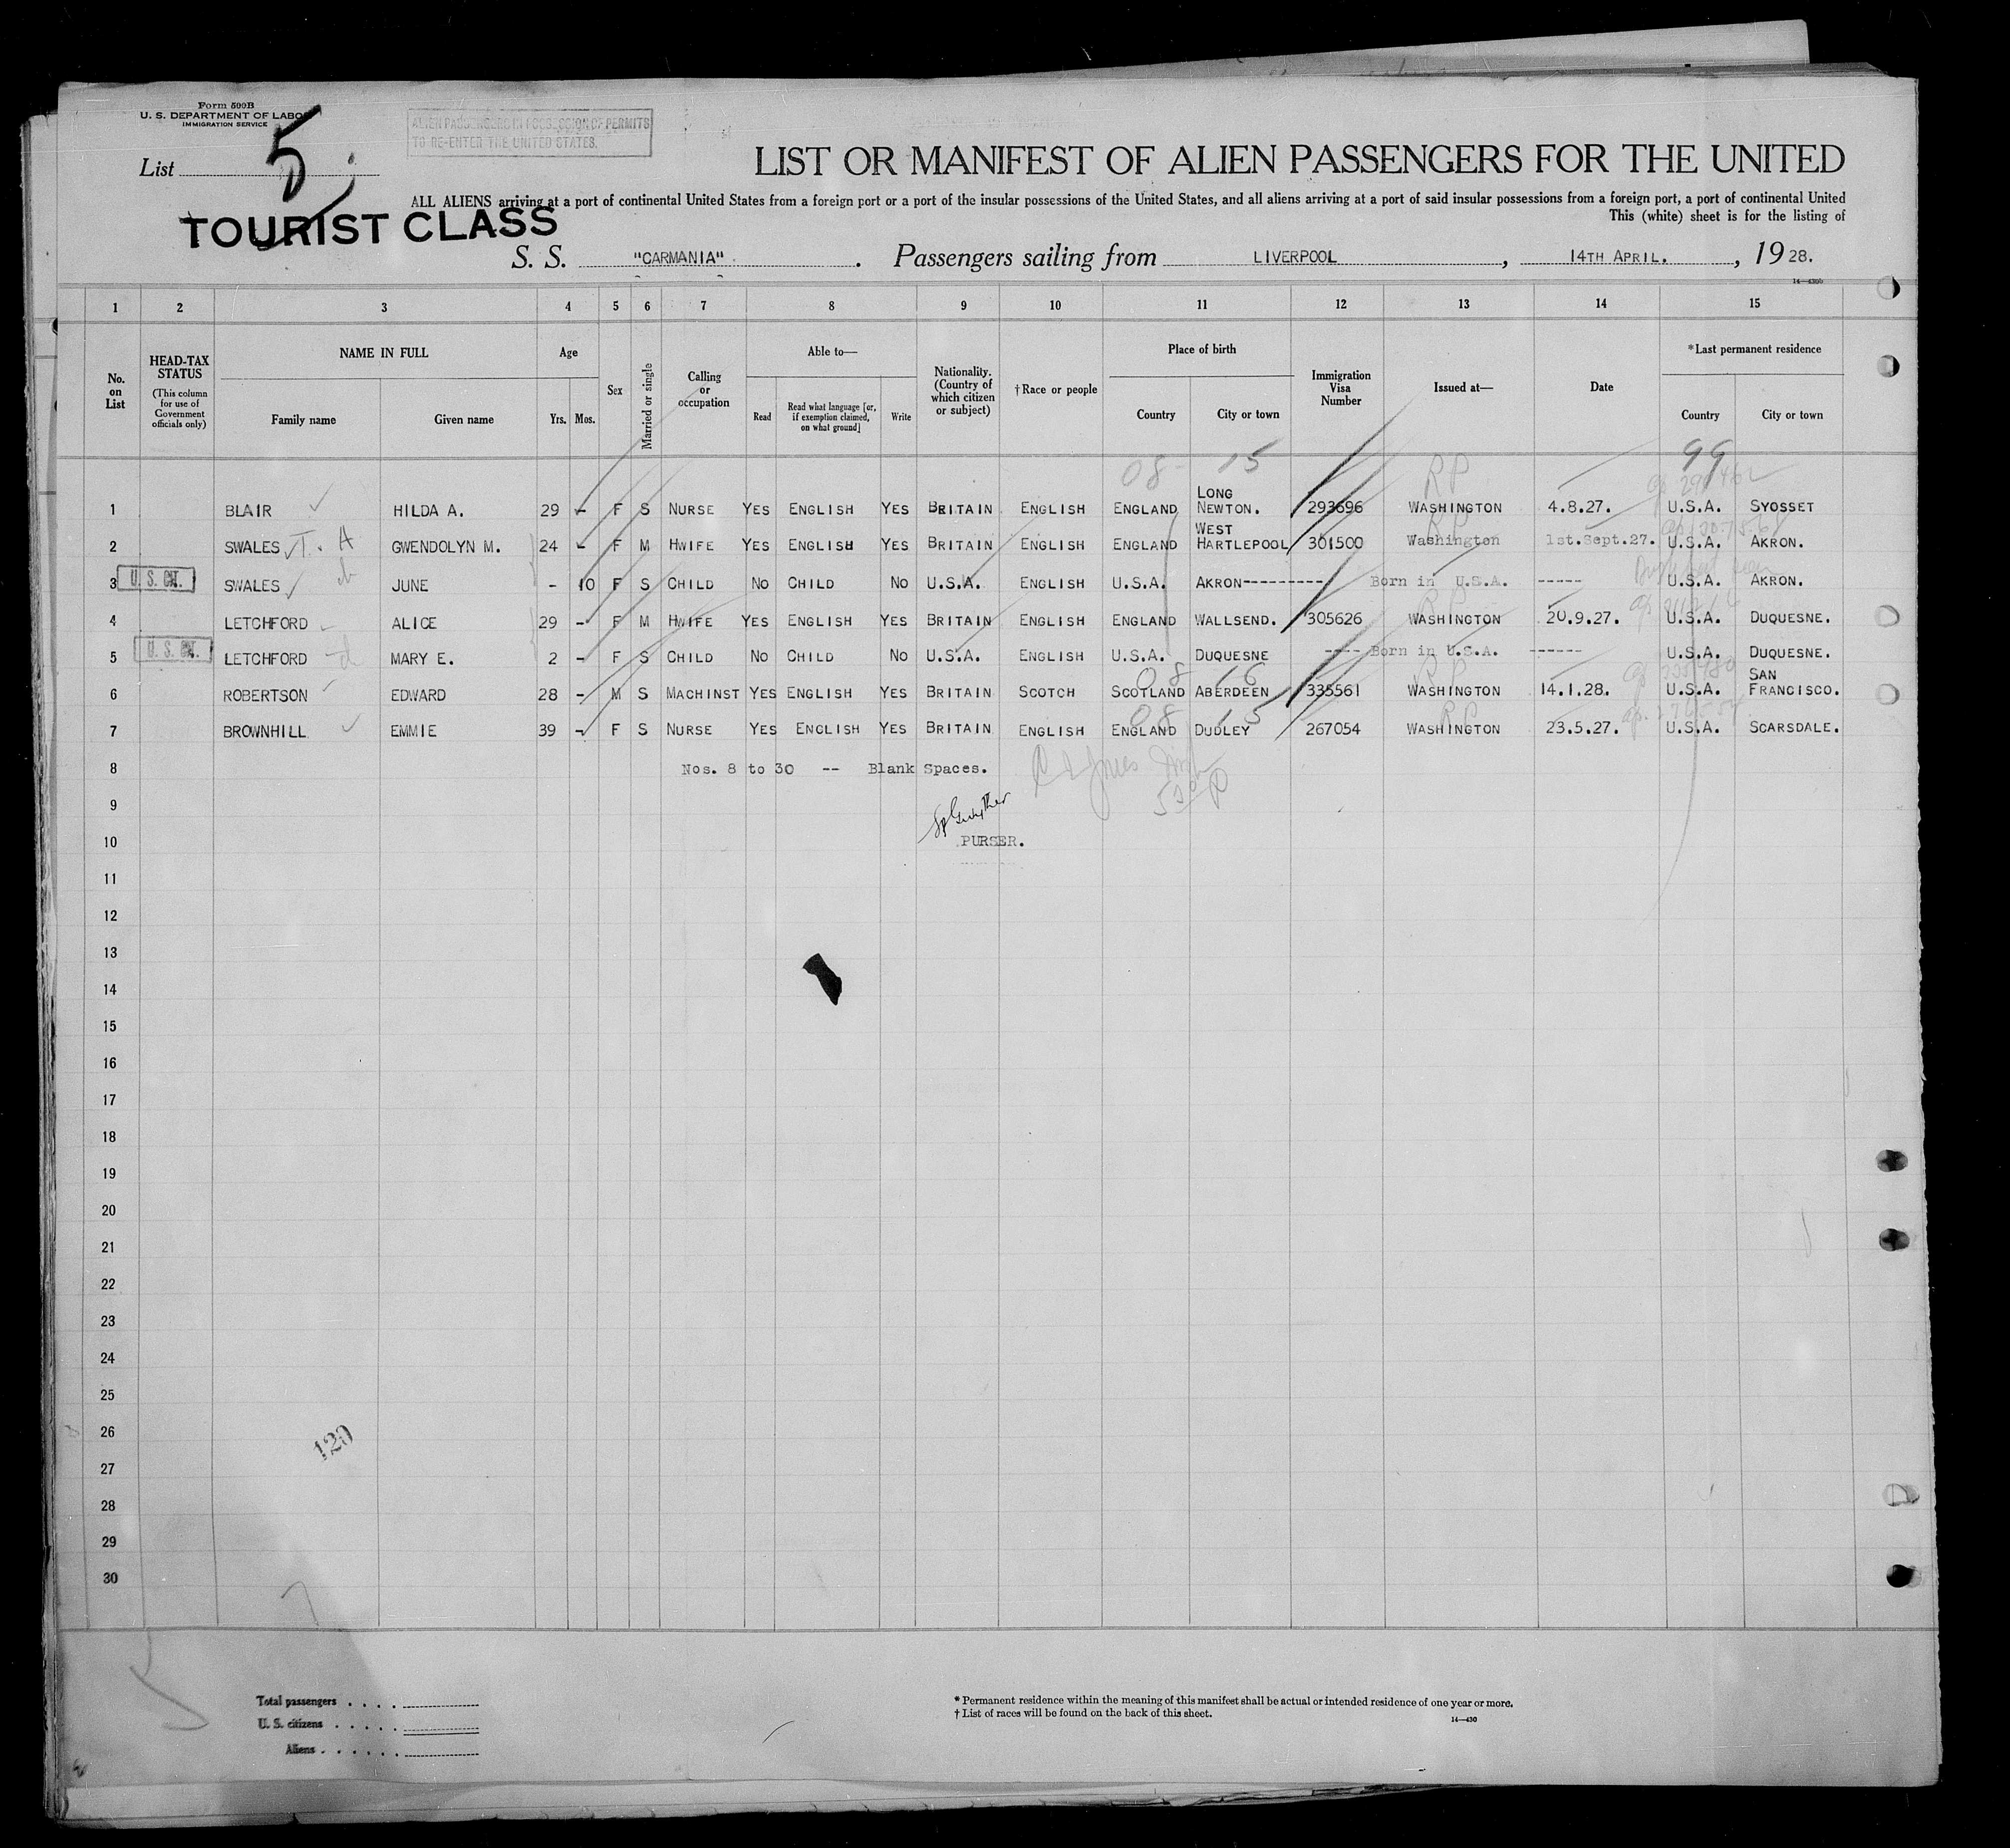 Form 500B
U. S. DEPARTMENT OF LABOR
IMMIGRATION SERVICE
ALIEN PASSENGERS IN POSSESSION OF PERMITS
TO RE-ENTER THE UNITED STATES.
List 5
LIST OR MANIFEST OF ALIEN PASSENGERS FOR THE UNITED
ALL ALIENS arriving at a port of continental United States from a foreign port or a port of the insular possessions of the United States, and all aliens arriving at a port of said insular possessions from a foreign port, a port of continental United
This (white) sheet is for the listing of
TOURIST CLASS
S. S. "CARMANIA" . Passengers sailing from LIVERPOOL , 14TH APRIL. , 19 28.
1 2 3 4 5 6 7 8 9 10 11 12 13 14 15
No. on List
HEAD-TAX STATUS (This column for use of Government officials only)
NAME IN FULL Family name Given name
Age Yrs. Mos.
Sex
Married or single
Calling or occupation
Able to— Read Read what language [or, if exemption claimed, on what ground] Write
Nationality. (Country of which citizen or subject)
†Race or people
Place of birth Country City or town
Immigration Visa Number
Issued at—
Date
*Last permanent residence Country City or town
08 15 RP 99
1 BLAIR HILDA A. 29 - F S NURSE YES ENGLISH YES BRITAIN ENGLISH ENGLAND LONG NEWTON. 293696 WASHINGTON 4.8.27. U.S.A. SYOSSET
RP
2 SWALES GWENDOLYN M. 24 - F M HWIFE YES ENGLISH YES BRITAIN ENGLISH ENGLAND WEST HARTLEPOOL 301500 Washington 1st.Sept.27. U.S.A. AKRON.
U. S. CIT.
3 SWALES JUNE - 10 F S CHILD NO CHILD NO U.S.A. ENGLISH U.S.A. AKRON--------- Born in U.S.A. ----- U.S.A. AKRON.
RP
4 LETCHFORD ALICE 29 - F M HWIFE YES ENGLISH YES BRITAIN ENGLISH ENGLAND WALLSEND. 305626 WASHINGTON 20.9.27. U.S.A. DUQUESNE.
U. S. CIT.
5 LETCHFORD MARY E. 2 - F S CHILD NO CHILD NO U.S.A. ENGLISH U.S.A. DUQUESNE ---- Born in U.S.A. ------ U.S.A. DUQUESNE.
08 16 RP
6 ROBERTSON EDWARD 28 - M S MACHINST YES ENGLISH YES BRITAIN SCOTCH SCOTLAND ABERDEEN 335561 WASHINGTON 14.1.28. U.S.A. SAN FRANCISCO.
08 15 RP
7 BROWNHILL EMMIE 39 - F S NURSE YES ENGLISH YES BRITAIN ENGLISH ENGLAND DUDLEY 267054 WASHINGTON 23.5.27. U.S.A. SCARSDALE.
8 Nos. 8 to 30 -- Blank Spaces.
9
10 PURSER.
11
12
13
14
15
16
17
18
19
20
21
22
23
24
25
26
120
27
28
29
30
Total passengers . . . .
U. S. citizens . . . . .
Aliens . . . . . .
* Permanent residence within the meaning of this manifest shall be actual or intended residence of one year or more.
† List of races will be found on the back of this sheet.
14—430